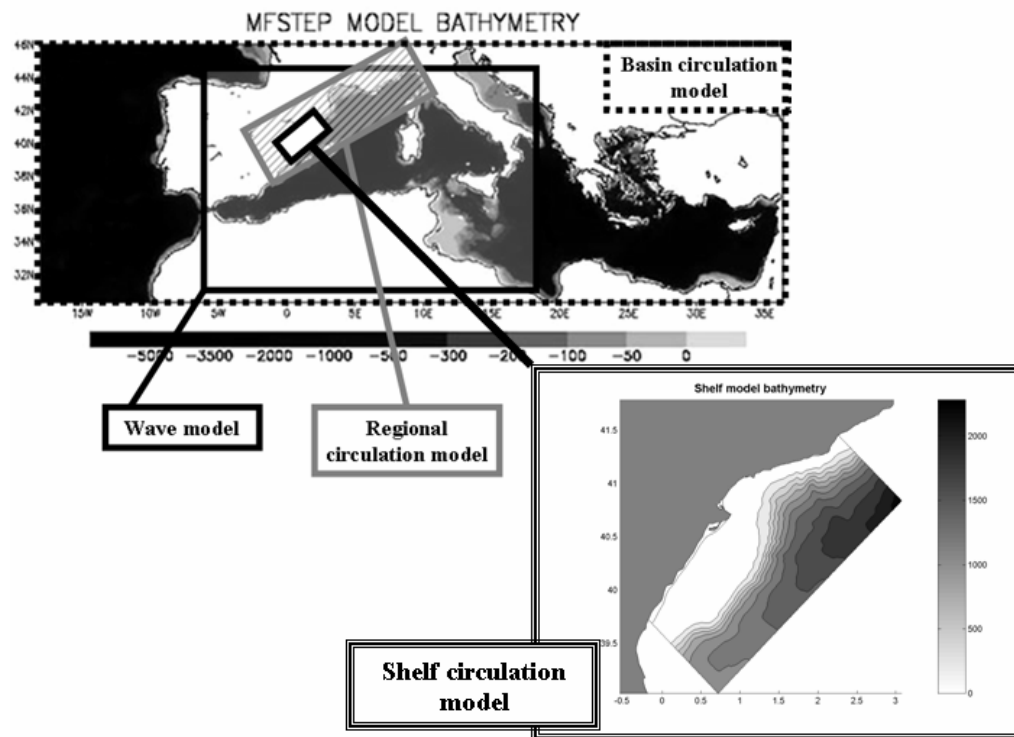 MFSTEP MODEL BATHYMETRY
46N
44N
42N
40N
38N
36N
34N
32N
Basin circulation
model
15W 10W 5W 0 5E 10E 15E 20E 25E 30E 35E
-5000 -3500 -2000 -1000 -300 -200 -100 -50 0
Wave model
Regional
circulation model
Shelf model bathymetry
41.5
41
40.5
40
39.5
-0.5 0 0.5 1 1.5 2 2.5 3
2000
1500
1000
500
0
Shelf circulation
model